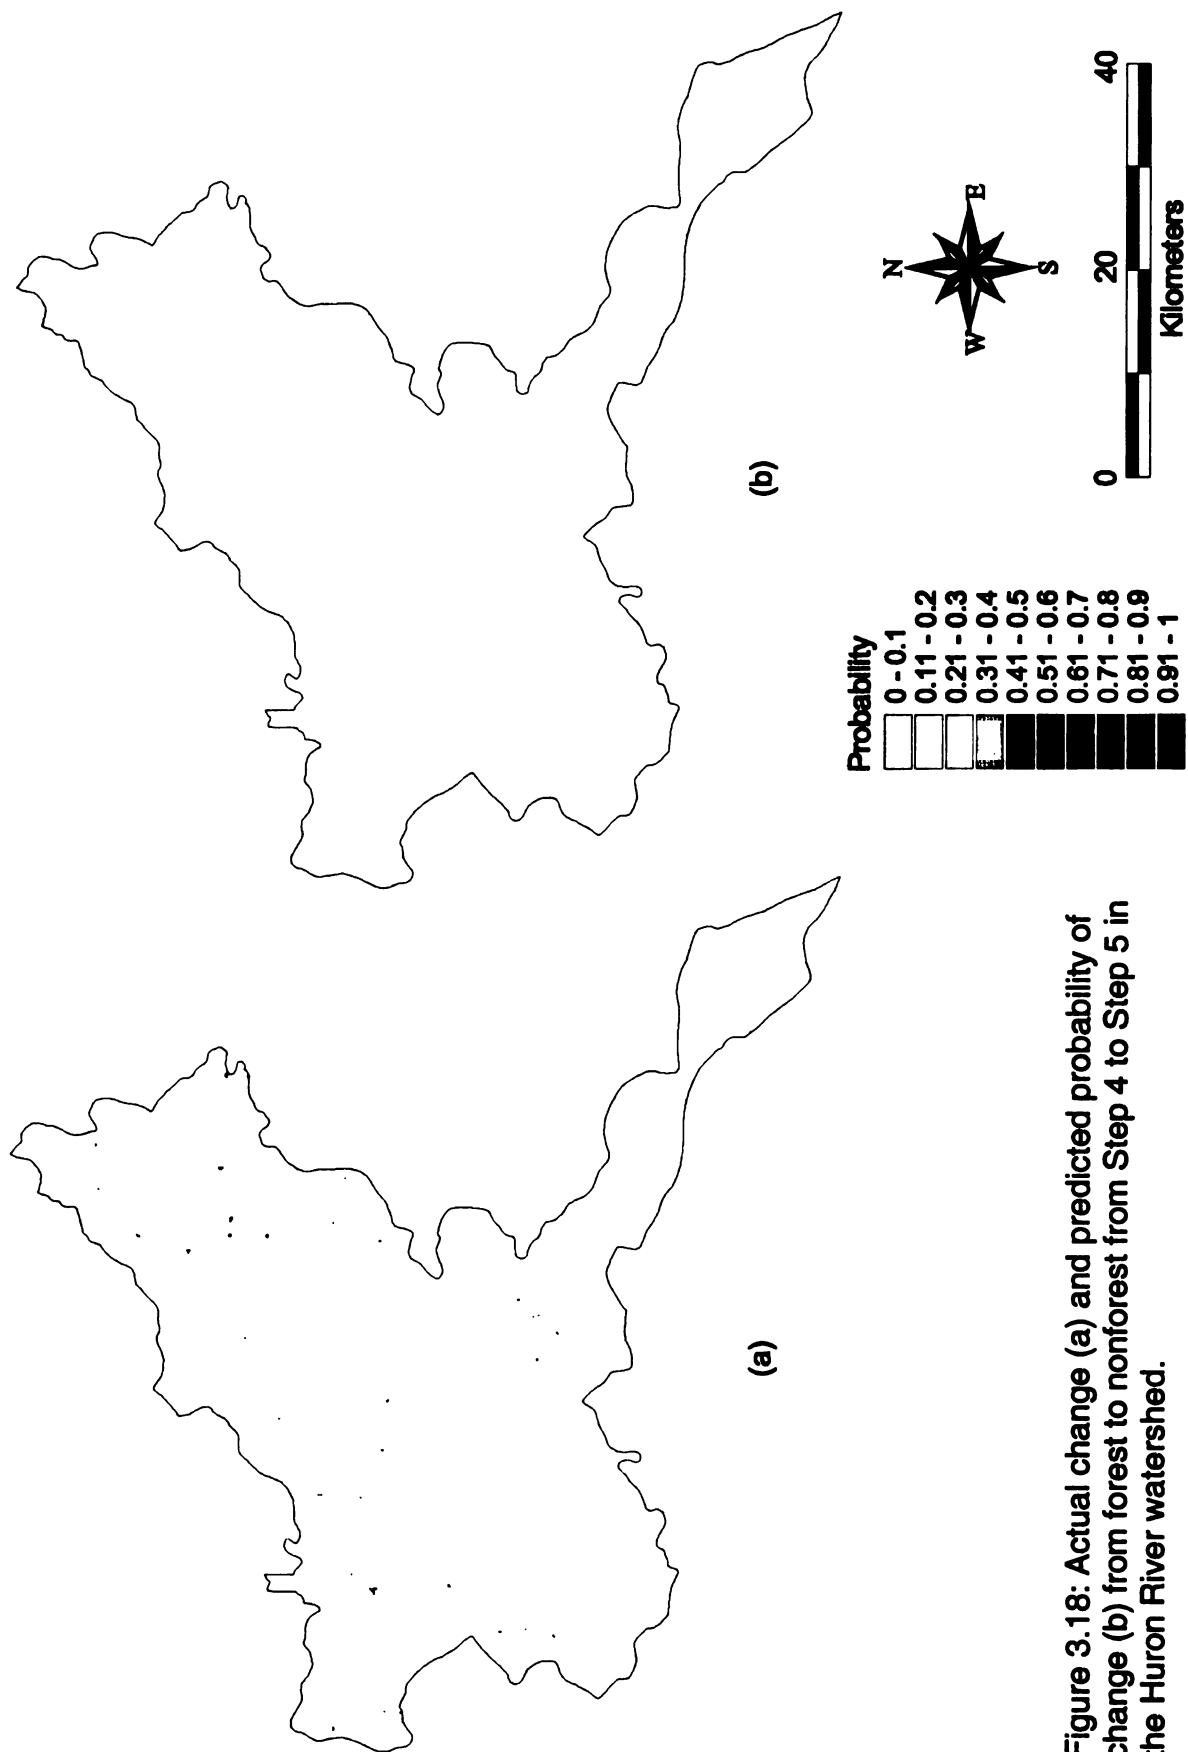 (a)
(b)
N
W
E
S
Probability
0 - 0.1
0.11 - 0.2
0.21 - 0.3
0.31 - 0.4
0.41 - 0.5
0.51 - 0.6
0.61 - 0.7
0.71 - 0.8
0.81 - 0.9
0.91 - 1
0
20
40
Kilometers
Figure 3.18: Actual change (a) and predicted probability of
change (b) from forest to nonforest from Step 4 to Step 5 in
the Huron River watershed.